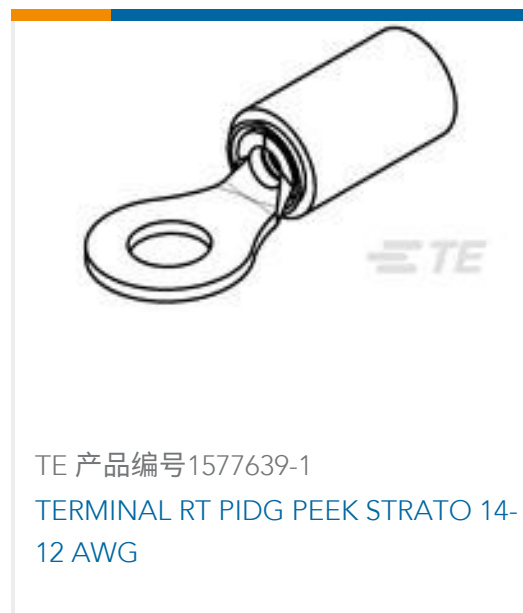 TE
TE 产品编号1577639-1
TERMINAL RT PIDG PEEK STRATO 14-
12 AWG